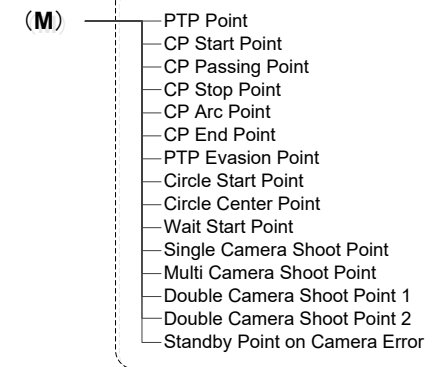 (M)
PTP Point
CP Start Point
CP Passing Point
CP Stop Point
CP Arc Point
CP End Point
PTP Evasion Point
Circle Start Point
Circle Center Point
Wait Start Point
Single Camera Shoot Point
Multi Camera Shoot Point
Double Camera Shoot Point 1
Double Camera Shoot Point 2
Standby Point on Camera Error